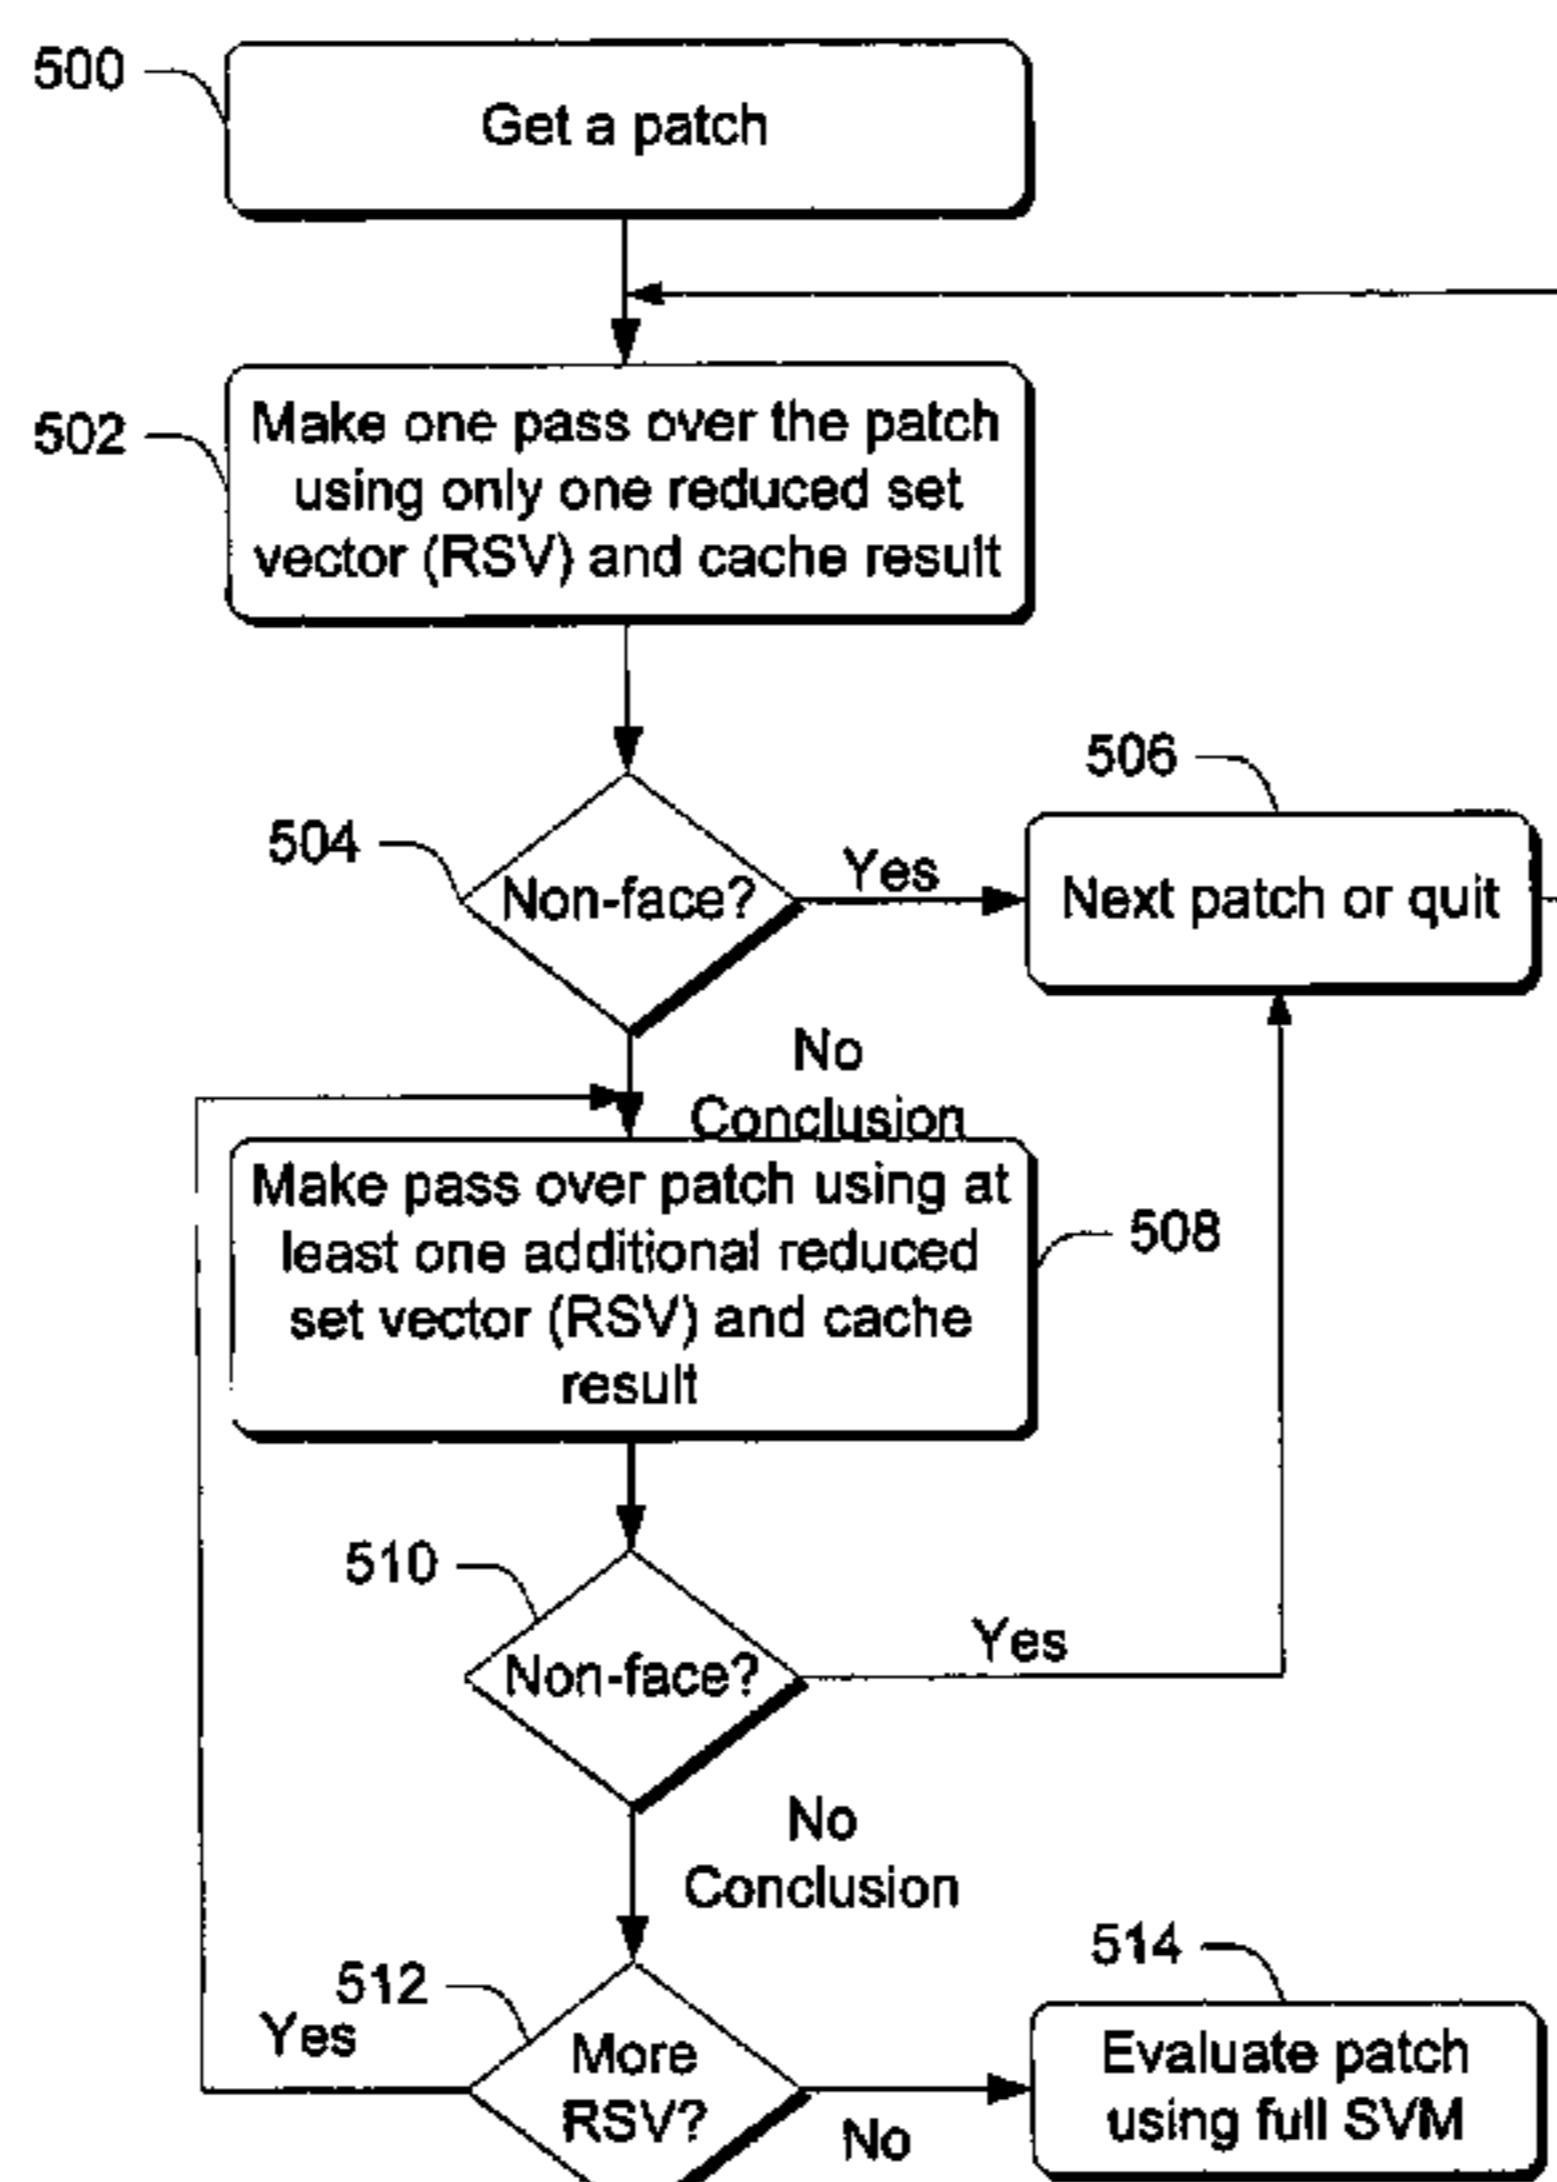 500
Get a patch
502
Make one pass over the patch
using only one reduced set
vector (RSV) and cache result
504
Non-face?
Yes
506
Next patch or quit
No
Conclusion
Make pass over patch using at
least one additional reduced
set vector (RSV) and cache
result
508
510
Non-face?
Yes
No
Conclusion
512
Yes
More
RSV?
No
514
Evaluate patch
using full SVM